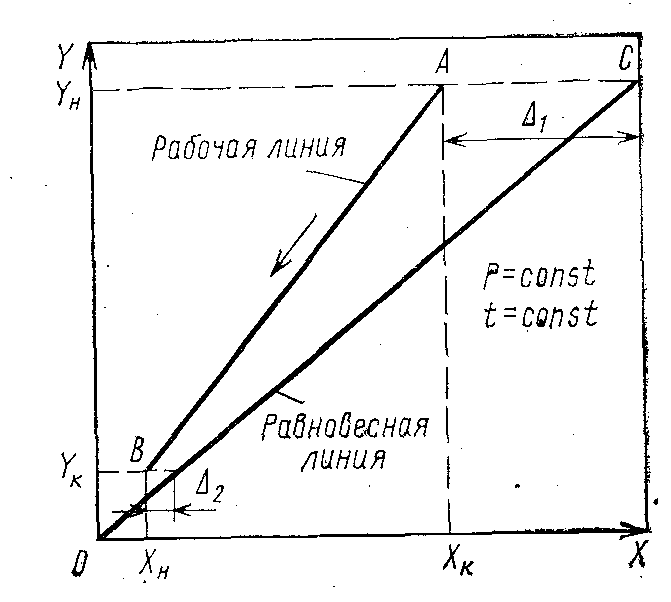 Y
A
C
Yн
Δ1
Рабочая линия
P=const
t=const
Равновесная
линия
B
Yк
Δ2
0
Xн
Xк
X